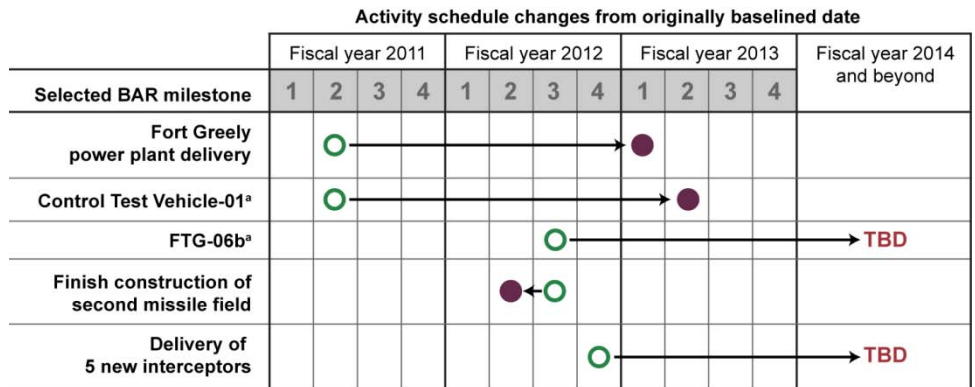 Activity schedule changes from originally baselined date
Fiscal year 2011 Fiscal year 2012 Fiscal year 2013 Fiscal year 2014
and beyond
Selected BAR milestone 1 2 3 4 1 2 3 4 1 2 3 4
Fort Greely
power plant delivery
Control Test Vehicle-01ᵃ
FTG-06bᵃ TBD
Finish construction of
second missile field
Delivery of
5 new interceptors TBD